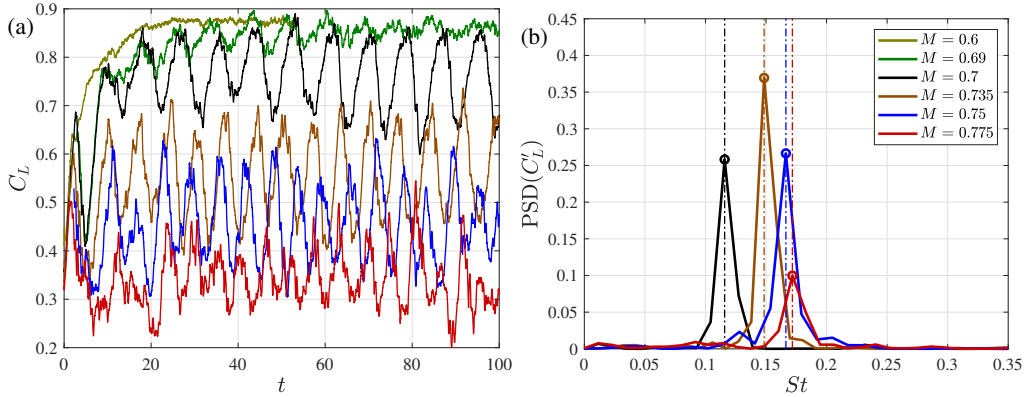 (a)
0.9
0.8
0.7
0.6
0.5
0.4
0.3
0.2
C_L
0 20 40 60 80 100
t
(b)
0.45
0.4
0.35
0.3
0.25
0.2
0.15
0.1
0.05
0
PSD(C'_L)
0 0.05 0.1 0.15 0.2 0.25 0.3 0.35
St
M = 0.6
M = 0.69
M = 0.7
M = 0.735
M = 0.75
M = 0.775